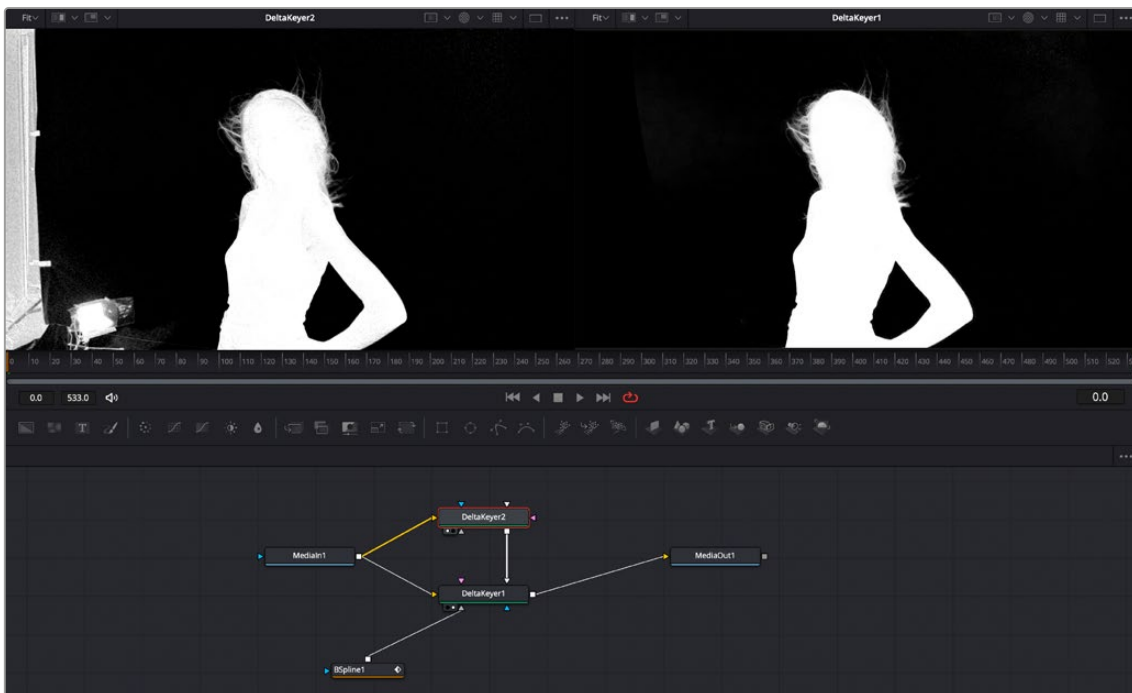 Fit DeltaKeyer2 Fit DeltaKeyer1
0 10 20 30 40 50 60 70 80 90 100 110 120 130 140 150 160 170 180 190 200 210 220 230 240 250 260 270 280 290 300 310 320 330 340 350 360 370 380 390 400 410 420 430 440 450 460 470 480 490 500 510 520
0.0 533.0 0.0
T
DeltaKeyer2
MediaIn1 MediaOut1
DeltaKeyer1
BSpline1